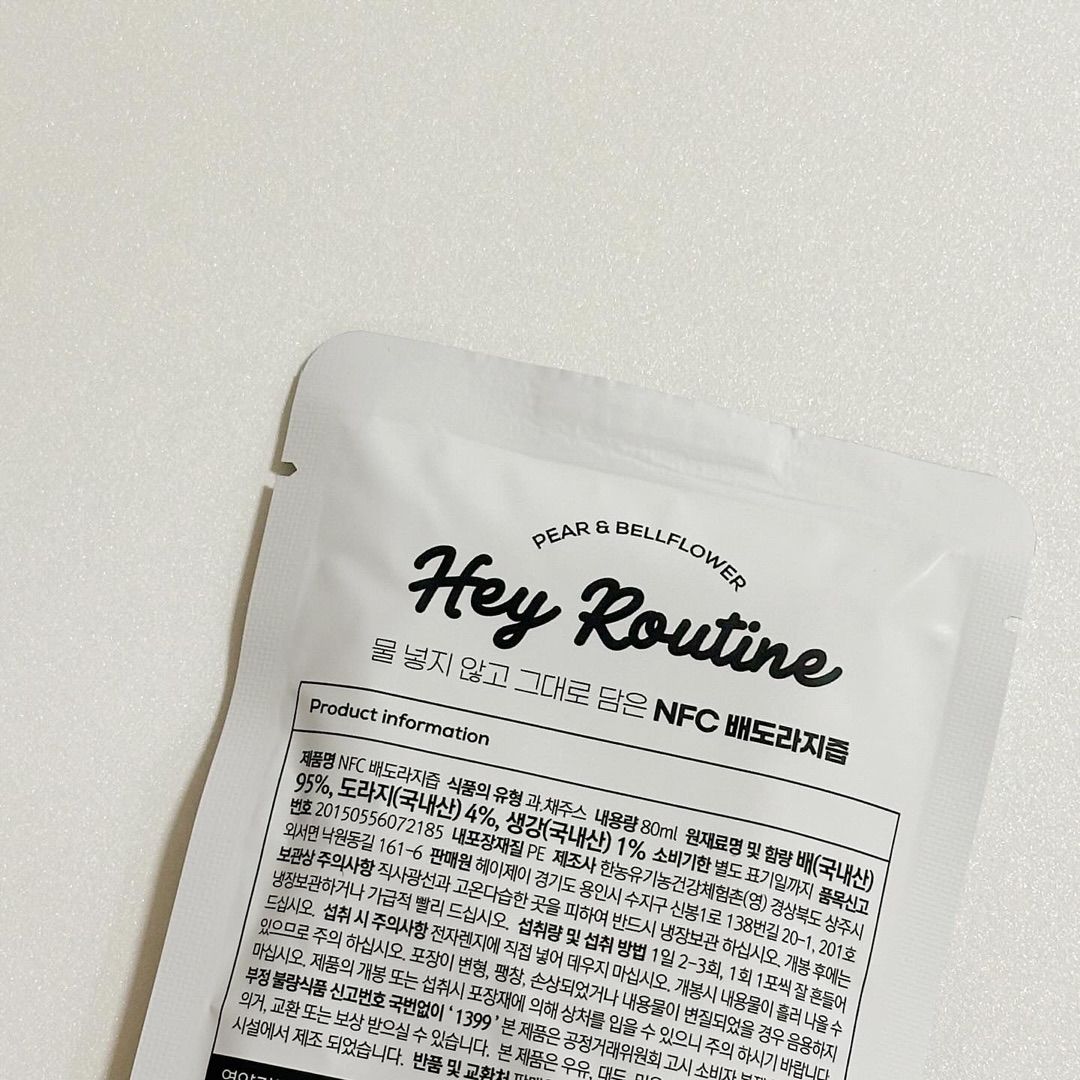 PEAR & BELLFLOWER
Hey Routine
물 넣지 않고 그대로 담은 NFC 배도라지즙
Product information
제품명 NFC 배도라지즙 식품의 유형 과.채주스 내용량 80ml 원재료명 및 함량 배(국내산)
95%, 도라지(국내산) 4%, 생강(국내산) 1% 소비기한 별도 표기일까지 품목신고
번호 20150556072185 내포장재질 PE 제조사 한농유기농건강체험촌(영) 경상북도 상주시
외서면 낙원동길 161-6 판매원 헤이제이 경기도 용인시 수지구 신봉1로 138번길 20-1, 201호
보관상 주의사항 직사광선과 고온다습한 곳을 피하여 반드시 냉장보관 하십시오. 개봉 후에는
냉장보관하거나 가급적 빨리 드십시오. 섭취량 및 섭취 방법 1일 2-3회, 1회 1포씩 잘 흔들어
드십시오. 섭취 시 주의사항 전자렌지에 직접 넣어 데우지 마십시오. 개봉시 내용물이 흘러 나올 수
있으므로 주의 하십시오. 포장이 변형, 팽창, 손상되었거나 내용물이 변질되었을 경우 음용하지
마십시오. 제품의 개봉 또는 섭취시 포장재에 의해 상처를 입을 수 있으니 주의 하시기 바랍니다.
부정 불량식품 신고번호 국번없이 '1399' 본 제품은 공정거래위원회 고시 소비자
의거, 교환 또는 보상 받으실 수 있습니다. 본 제품은 우유, 대두,
시설에서 제조 되었습니다. 반품 및 교환처